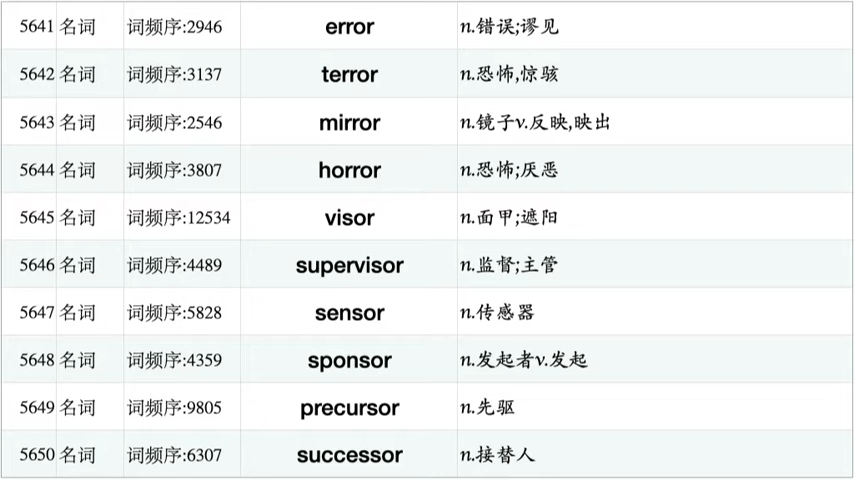 5641 名词 词频序:2946 error n.错误;谬见
5642 名词 词频序:3137 terror n.恐怖,惊骇
5643 名词 词频序:2546 mirror n.镜子v.反映,映出
5644 名词 词频序:3807 horror n.恐怖;厌恶
5645 名词 词频序:12534 visor n.面甲;遮阳
5646 名词 词频序:4489 supervisor n.监督;主管
5647 名词 词频序:5828 sensor n.传感器
5648 名词 词频序:4359 sponsor n.发起者v.发起
5649 名词 词频序:9805 precursor n.先驱
5650 名词 词频序:6307 successor n.接替人